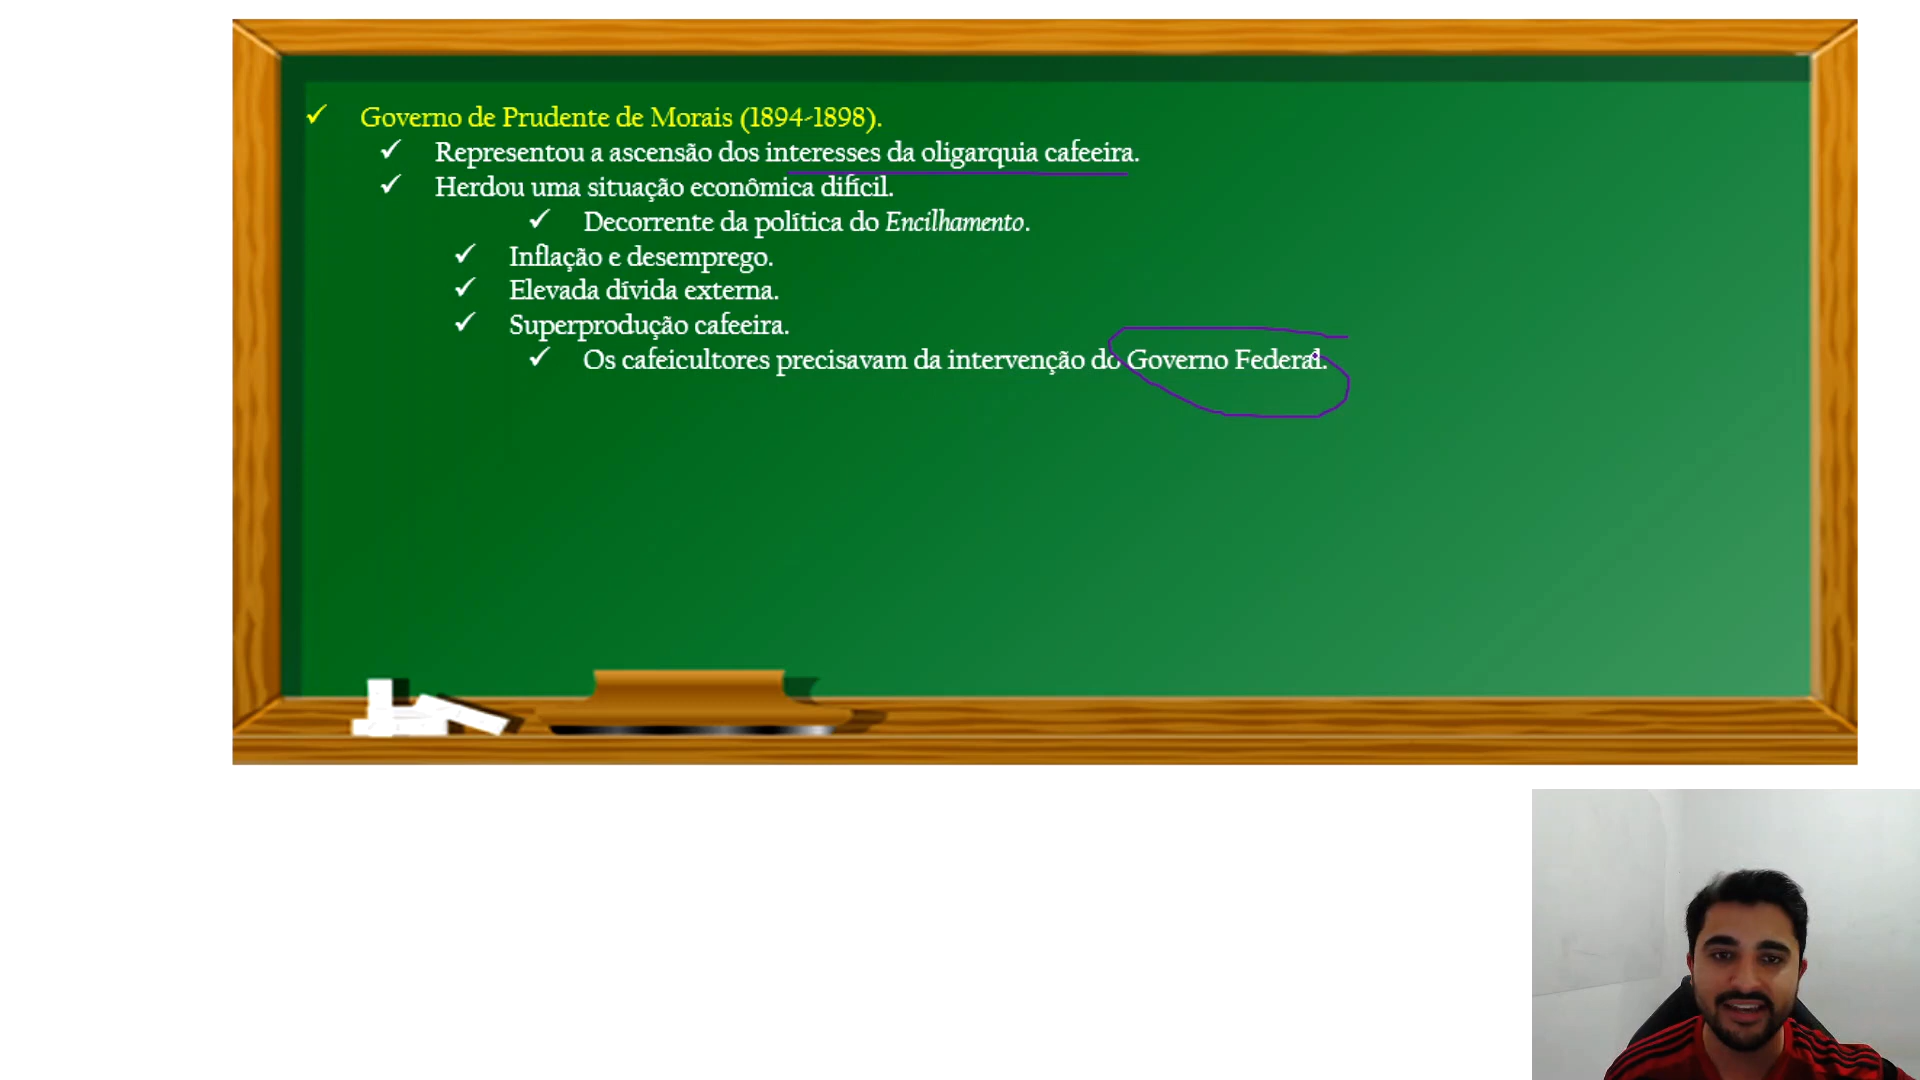 Governo de Prudente de Morais (1894-1898).
Representou a ascensão dos interesses da oligarquia cafeeira.
Herdou uma situação econômica difícil.
Decorrente da política do Encilhamento.
Inflação e desemprego.
Elevada dívida externa.
Superprodução cafeeira.
Os cafeicultores precisavam da intervenção do Governo Federal.